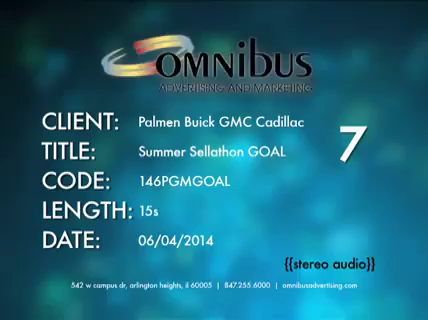 OMNIBUS
ADVERTISING AND MARKETING
CLIENT: Palmen Buick GMC Cadillac
7
TITLE: Summer Sellathon GOAL
CODE: 146PGMGOAL
LENGTH: 15s
DATE: 06/04/2014
{{stereo audio}}
542 w campus dr, arlington heights, il 60005 | 847.255.6000 | omnibusadvertising.com